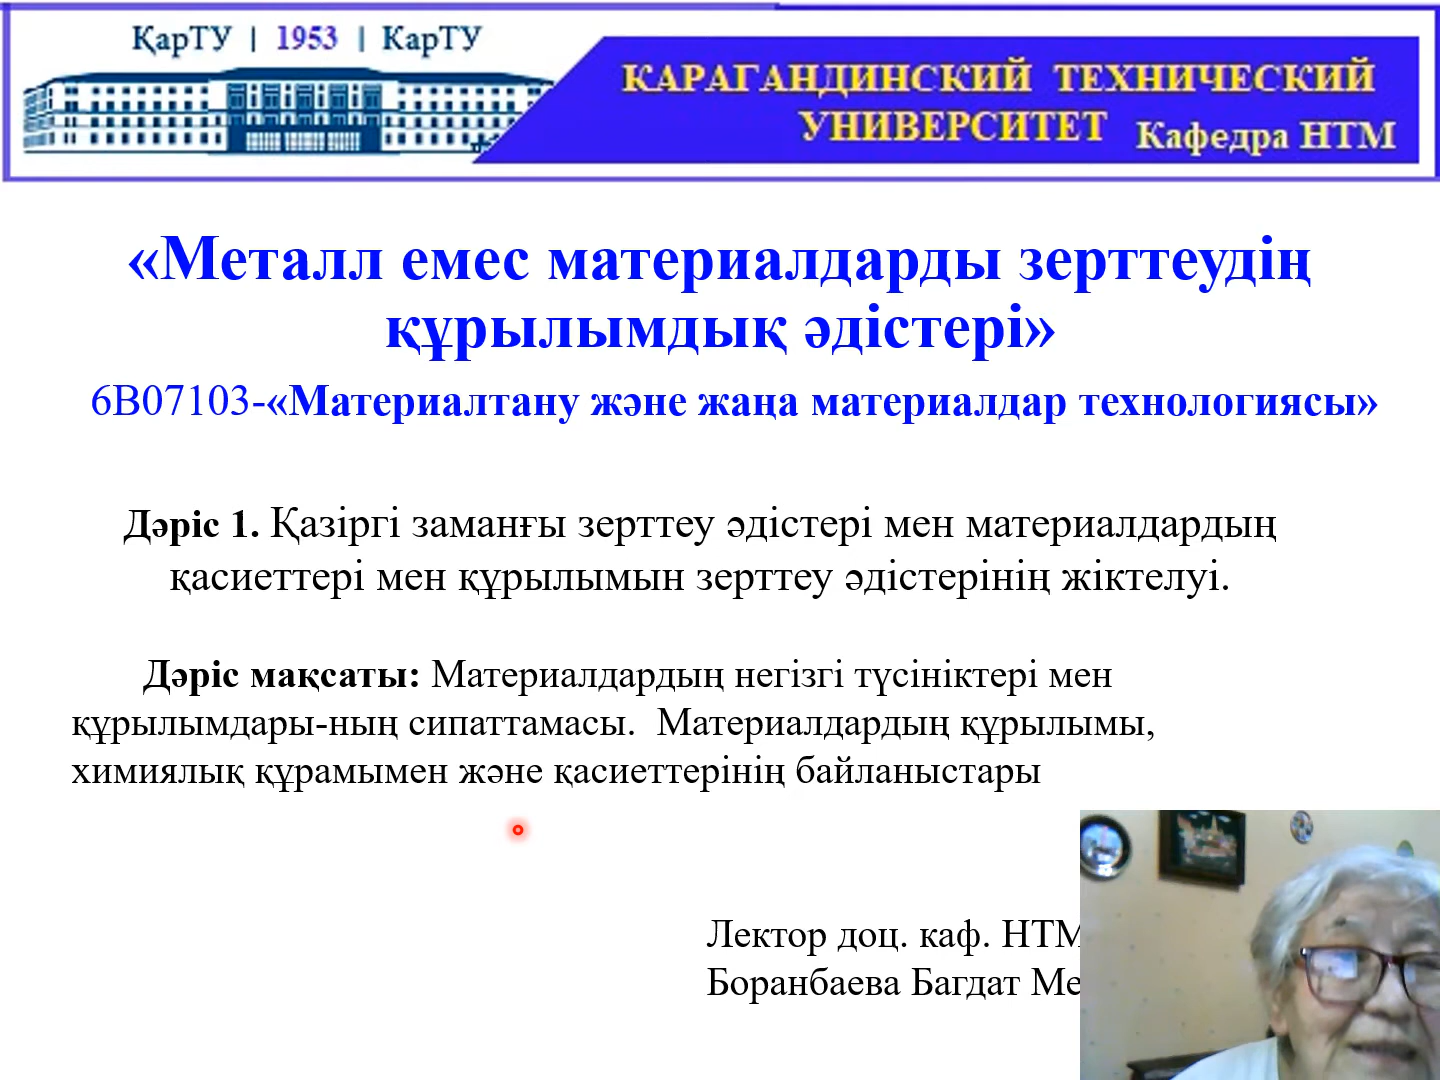 ҚарТУ | 1953 | КарТУ
КАРАГАНДИНСКИЙ ТЕХНИЧЕСКИЙ
УНИВЕРСИТЕТ Кафедра НТМ
«Металл емес материалдарды зерттеудің
құрылымдық әдістері»
6В07103-«Материалтану және жаңа материалдар технологиясы»
Дәріс 1. Қазіргі заманғы зерттеу әдістері мен материалдардың
қасиеттері мен құрылымын зерттеу әдістерінің жіктелуі.
Дәріс мақсаты: Материалдардың негізгі түсініктері мен
құрылымдары-ның сипаттамасы. Материалдардың құрылымы,
химиялық құрамымен және қасиеттерінің байланыстары
Лектор доц. каф. НТМ
Боранбаева Багдат Ме